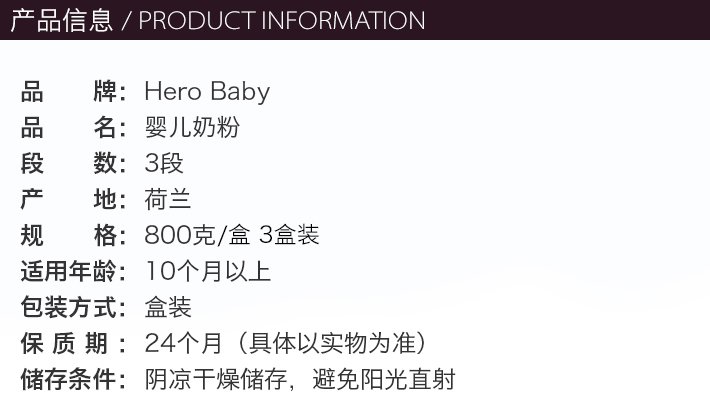 产品信息 / PRODUCT INFORMATION
品　　牌：Hero Baby
品　　名：婴儿奶粉
段　　数：3段
产　　地：荷兰
规　　格：800克/盒 3盒装
适用年龄：10个月以上
包装方式：盒装
保 质 期 ：24个月（具体以实物为准）
储存条件：阴凉干燥储存，避免阳光直射